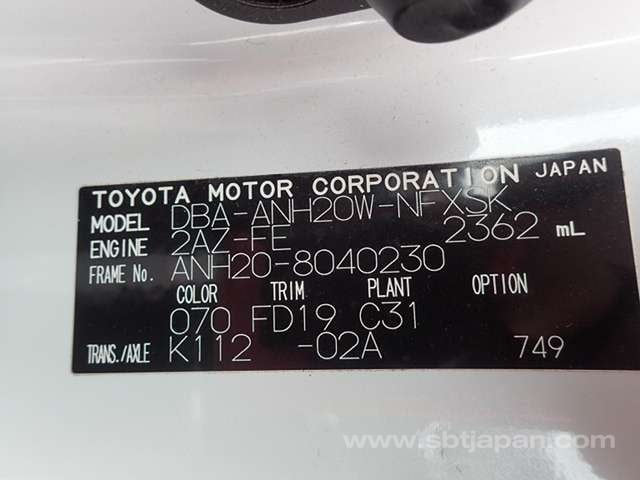 TOYOTA MOTOR CORPORATION JAPAN
MODEL DBA-ANH20W-NFXSK
ENGINE 2AZ-FE 2362 mL
FRAME No. ANH20-8040230
COLOR TRIM PLANT OPTION
070 FD19 C31
TRANS./AXLE K112 -02A 749
www.sbtjapan.com